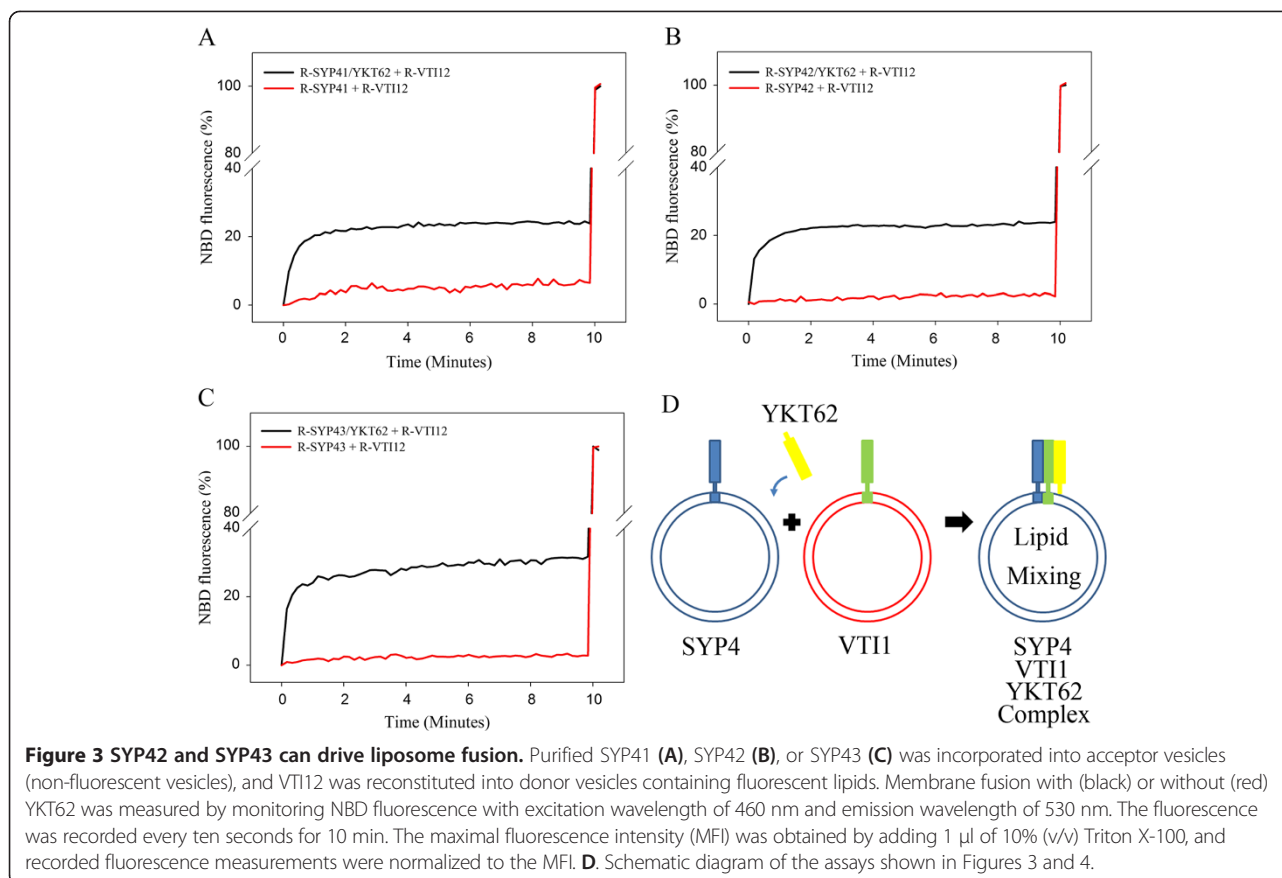 A
R-SYP41/YKT62 + R-VTI12
R-SYP41 + R-VTI12
NBD fluorescence (%)
100
80
40
20
0
0 2 4 6 8 10
Time (Minutes)
B
R-SYP42/YKT62 + R-VTI12
R-SYP42 + R-VTI12
NBD fluorescence (%)
100
80
40
20
0
0 2 4 6 8 10
Time (Minutes)
C
R-SYP43/YKT62 + R-VTI12
R-SYP43 + R-VTI12
NBD fluorescence (%)
100
80
40
20
0
0 2 4 6 8 10
Time (Minutes)
D
YKT62
SYP4
VTI1
Lipid
Mixing
SYP4
VTI1
YKT62
Complex
Figure 3 SYP42 and SYP43 can drive liposome fusion. Purified SYP41 (A), SYP42 (B), or SYP43 (C) was incorporated into acceptor vesicles
(non-fluorescent vesicles), and VTI12 was reconstituted into donor vesicles containing fluorescent lipids. Membrane fusion with (black) or without (red)
YKT62 was measured by monitoring NBD fluorescence with excitation wavelength of 460 nm and emission wavelength of 530 nm. The fluorescence
was recorded every ten seconds for 10 min. The maximal fluorescence intensity (MFI) was obtained by adding 1 μl of 10% (v/v) Triton X-100, and
recorded fluorescence measurements were normalized to the MFI. D. Schematic diagram of the assays shown in Figures 3 and 4.